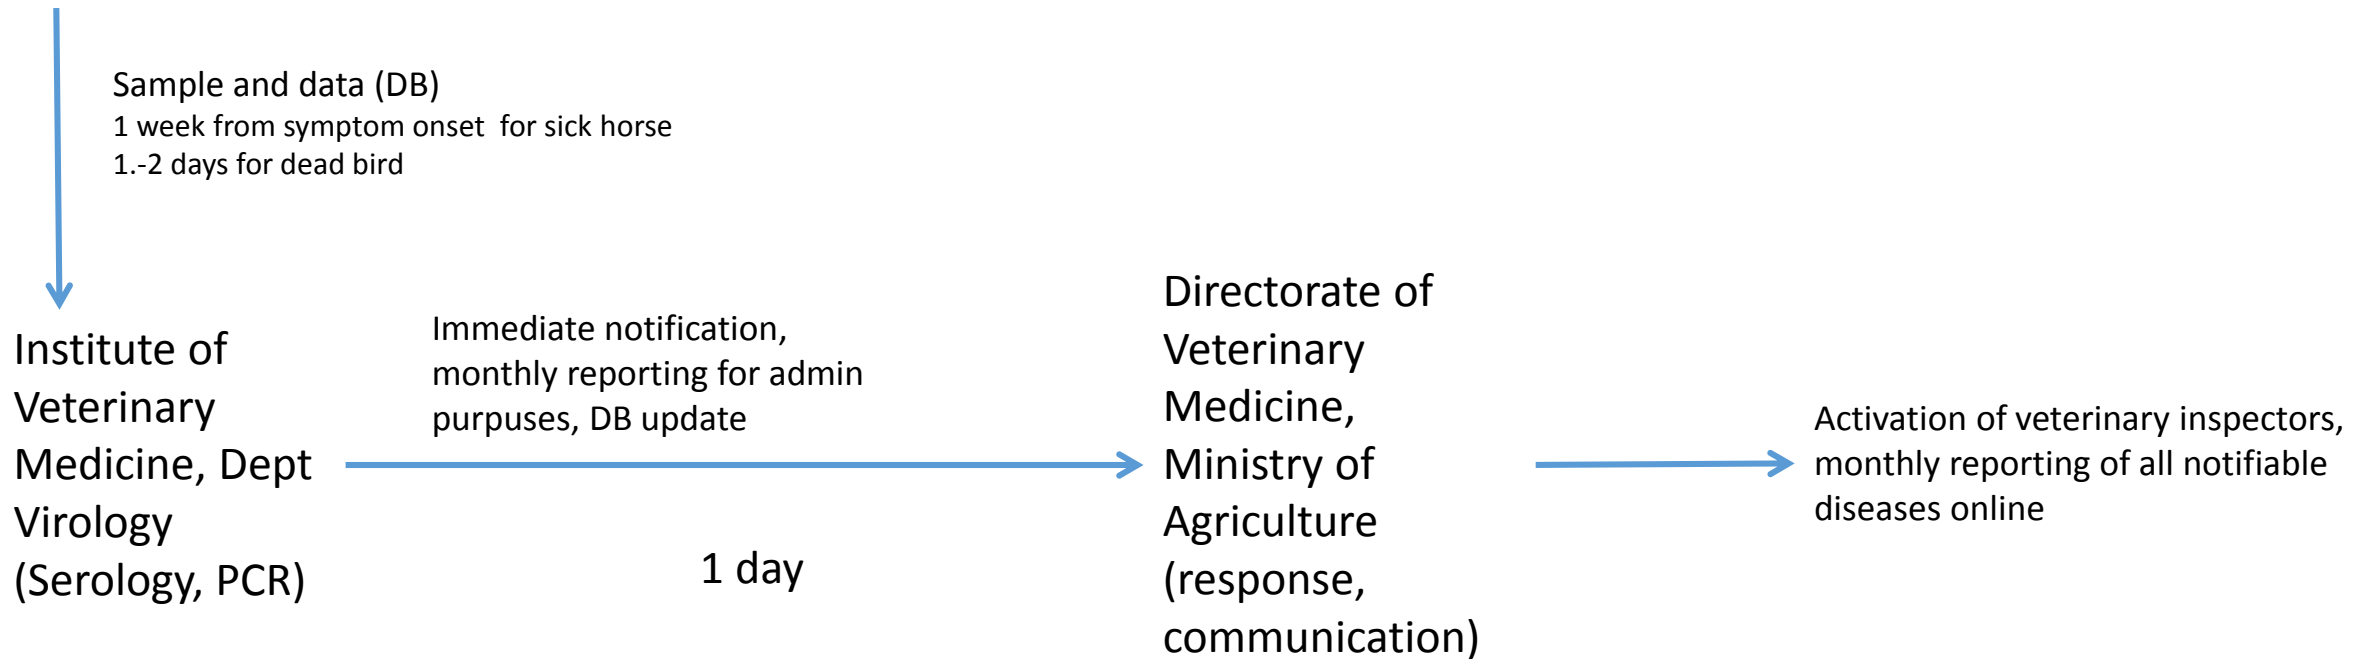 Sample and data (DB)
1 week from symptom onset  for sick horse
1.-2 days for dead bird
Institute of
Veterinary
Medicine, Dept
Virology
(Serology, PCR)
Immediate notification,
monthly reporting for admin
purpuses, DB update
1 day
Directorate of
Veterinary
Medicine,
Ministry of
Agriculture
(response,
communication)
Activation of veterinary inspectors,
monthly reporting of all notifiable
diseases online